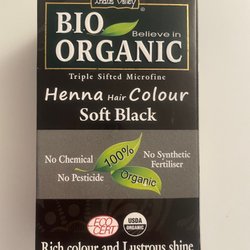 Indus Valley
BIO
Believe in
ORGANIC
Triple Sifted Microfine
Henna Hair Colour
Soft Black
No Chemical
No Pesticide
100%
Organic
No Synthetic
Fertiliser
ECO
CERT
USDA
ORGANIC
Rich colour and Lustrous shine